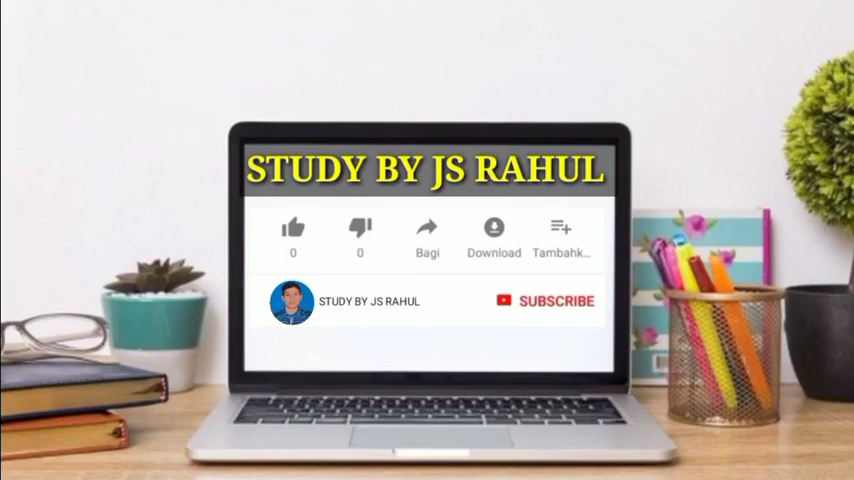 STUDY BY JS RAHUL
0 0 Bagi Download Tambahk...
STUDY BY JS RAHUL SUBSCRIBE